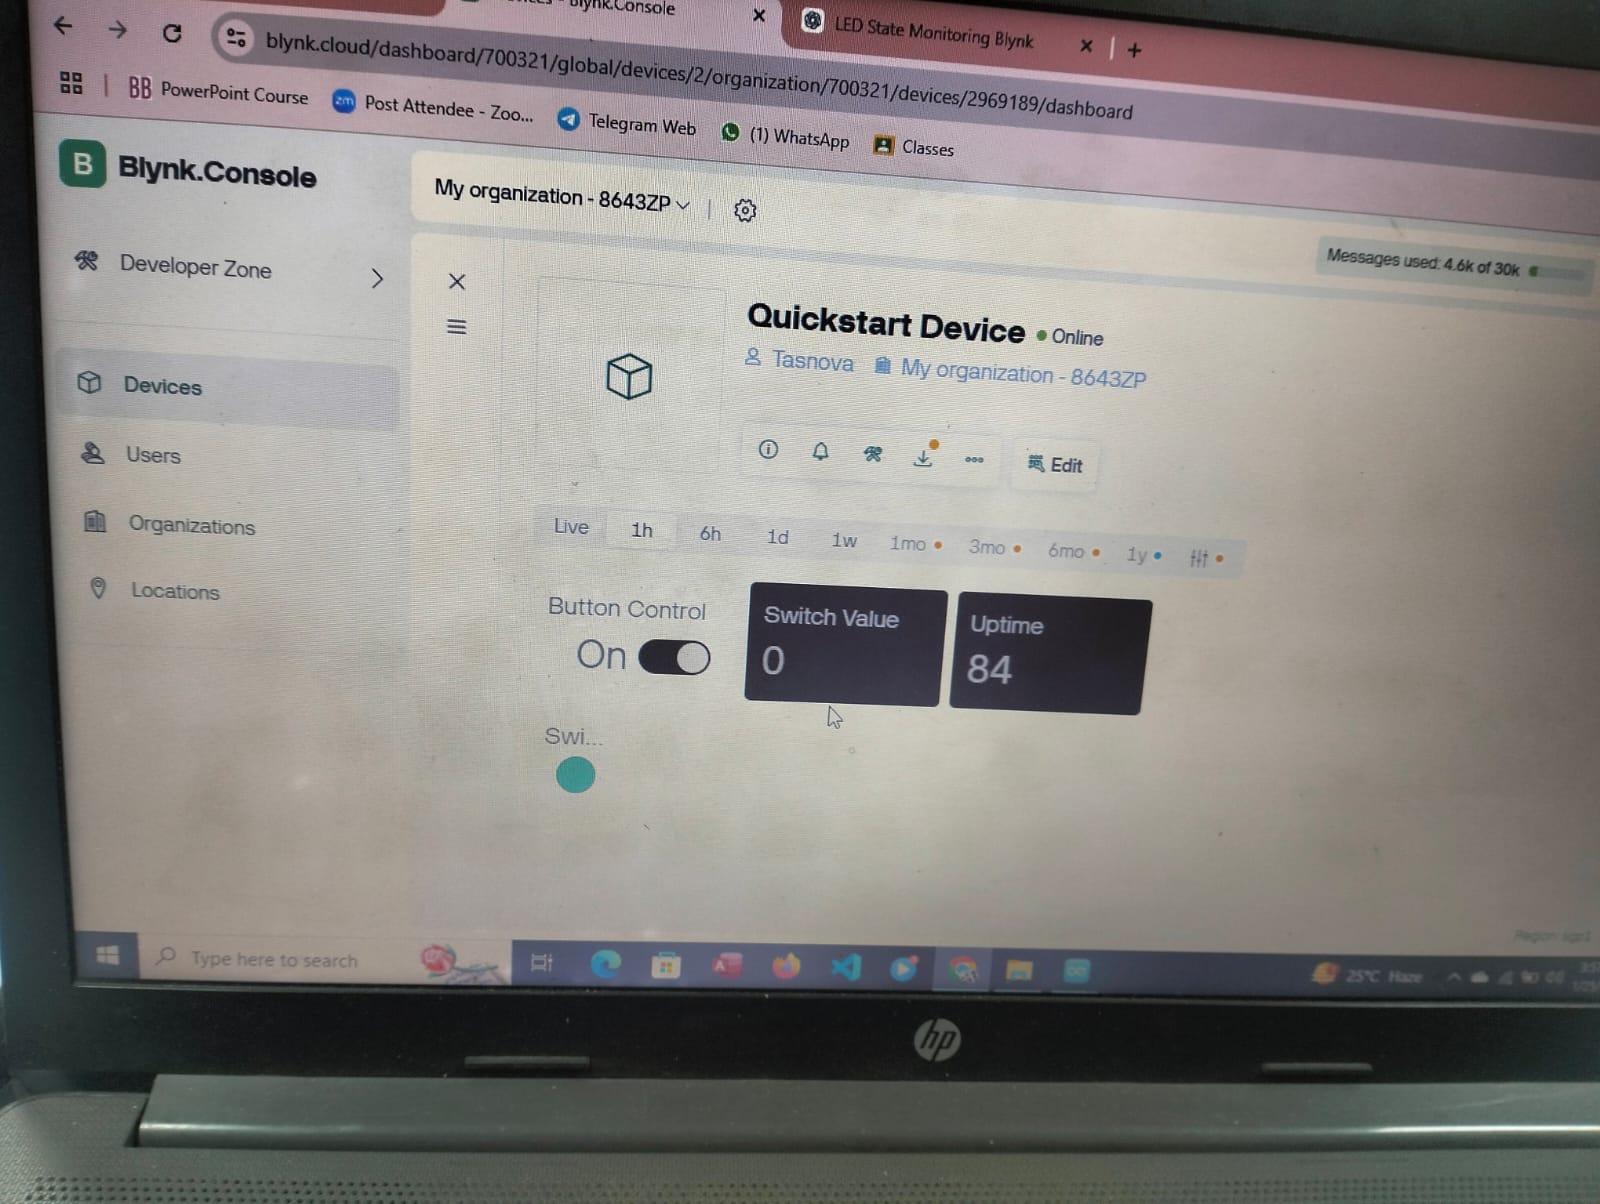 Blynk.Console
LED State Monitoring Blynk
blynk.cloud/dashboard/700321/global/devices/2/organization/700321/devices/2969189/dashboard
BB PowerPoint Course
zm Post Attendee - Zoo...
Telegram Web
(1) WhatsApp
Classes
B Blynk.Console
My organization - 8643ZP
Messages used: 4.6k of 30k
Developer Zone
Devices
Users
Organizations
Locations
Quickstart Device
Online
Tasnova
My organization - 8643ZP
Edit
Live 1h 6h 1d 1w 1mo 3mo 6mo 1y
Button Control
On
Switch Value
0
Uptime
84
Swi...
Type here to search
25°C Haze
hp